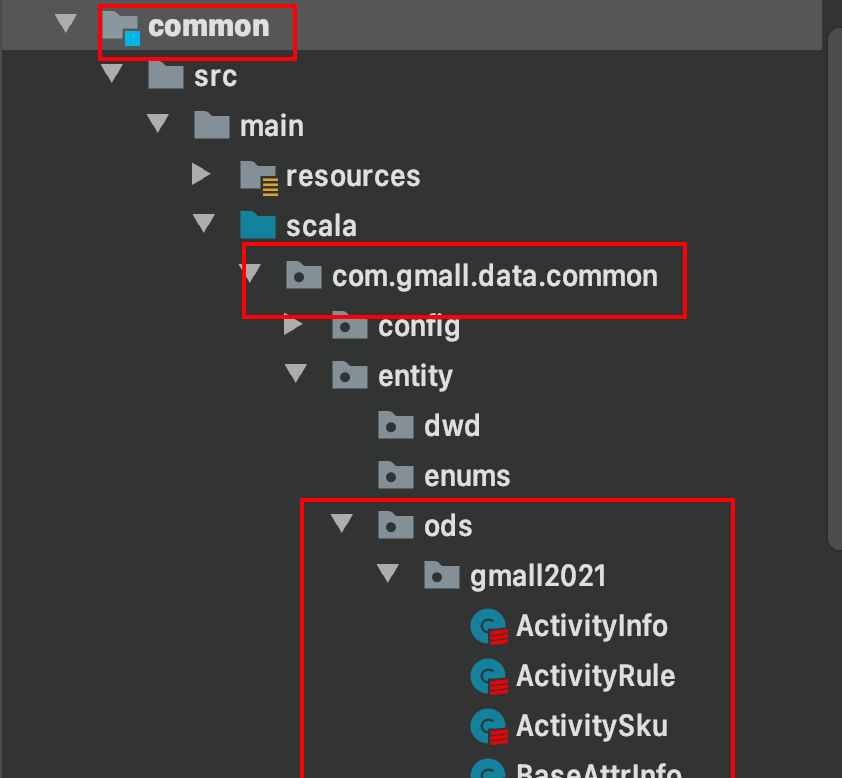 common
src
main
resources
scala
com.gmall.data.common
config
entity
dwd
enums
ods
gmall2021
ActivityInfo
ActivityRule
ActivitySku
BaseAttrInfo